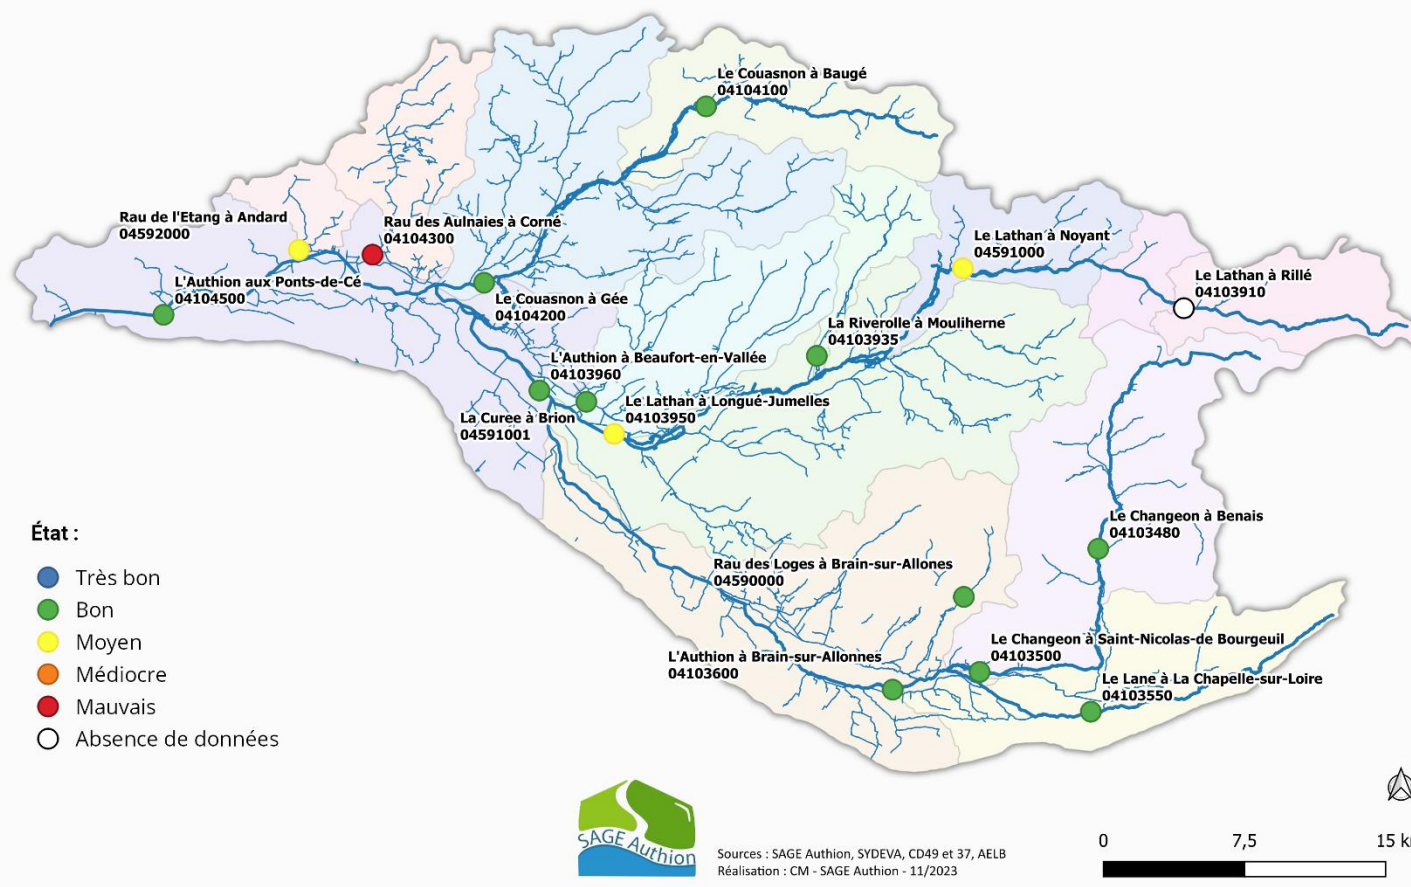 Le Couasnon à Baugé
04104100
Rau de l'Etang à Andard
04592000
Rau des Aulnaies à Corné
04104300
Le Lathan à Noyant
04591000
Le Lathan à Rillé
04103910
L'Authion aux Ponts-de-Cé
04104500
Le Couasnon à Gée
04104200
La Riverolle à Mouliherne
04103935
L'Authion à Beaufort-en-Vallée
04103960
Le Lathan à Longué-Jumelles
04103950
La Curee à Brion
04591001
Le Changeon à Benais
04103480
Rau des Loges à Brain-sur-Allones
04590000
Le Changeon à Saint-Nicolas-de Bourgeuil
04103500
L'Authion à Brain-sur-Allonnes
04103600
Le Lane à La Chapelle-sur-Loire
04103550
État :
Très bon
Bon
Moyen
Médiocre
Mauvais
Absence de données
SAGE Authion
Sources : SAGE Authion, SYDEVA, CD49 et 37, AELB
Réalisation : CM - SAGE Authion - 11/2023
0 7,5 15 k